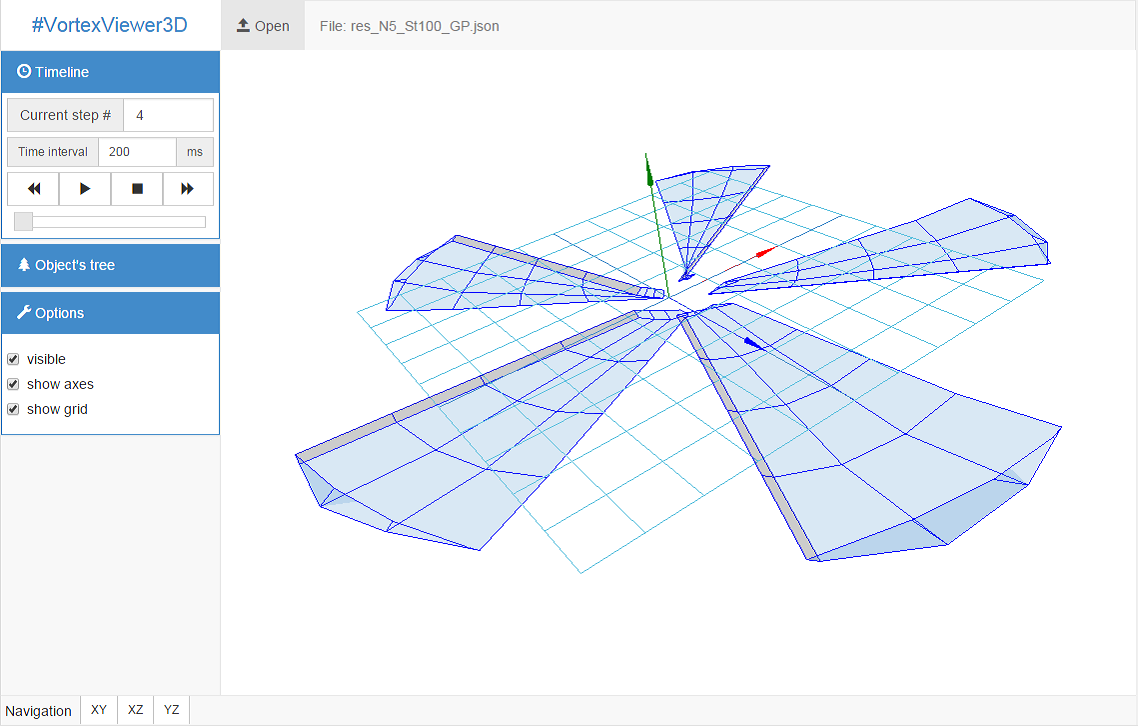 #VortexViewer3D
Open
File: res_N5_St100_GP.json
Timeline
Current step # 4
Time interval 200 ms
Object's tree
Options
visible
show axes
show grid
Navigation XY XZ YZ